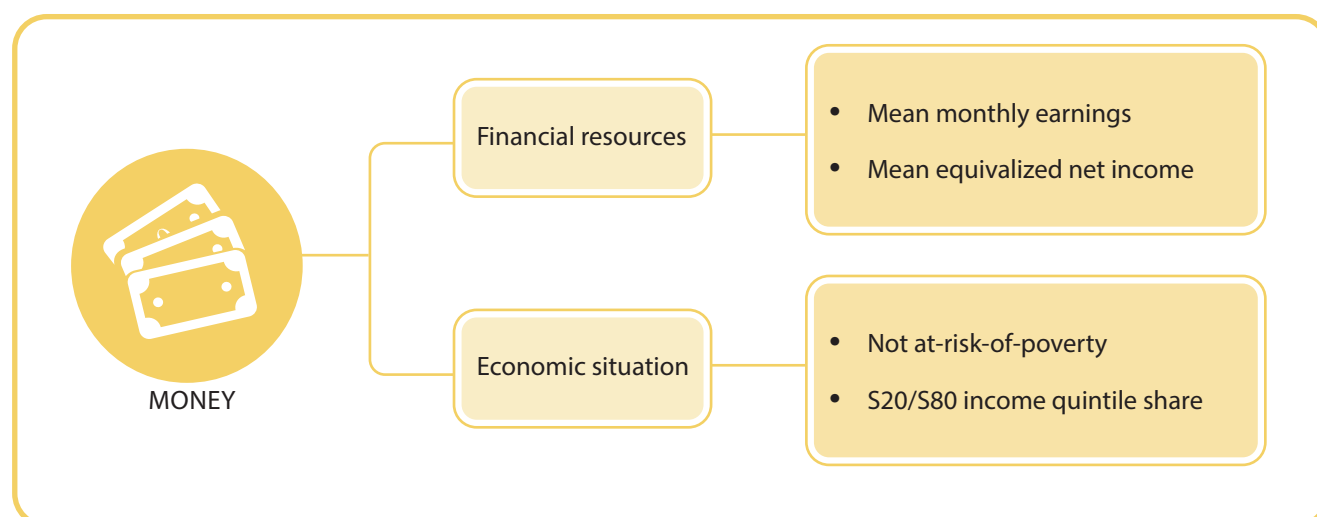 MONEY
Financial resources
• Mean monthly earnings
• Mean equivalized net income
Economic situation
• Not at-risk-of-poverty
• S20/S80 income quintile share